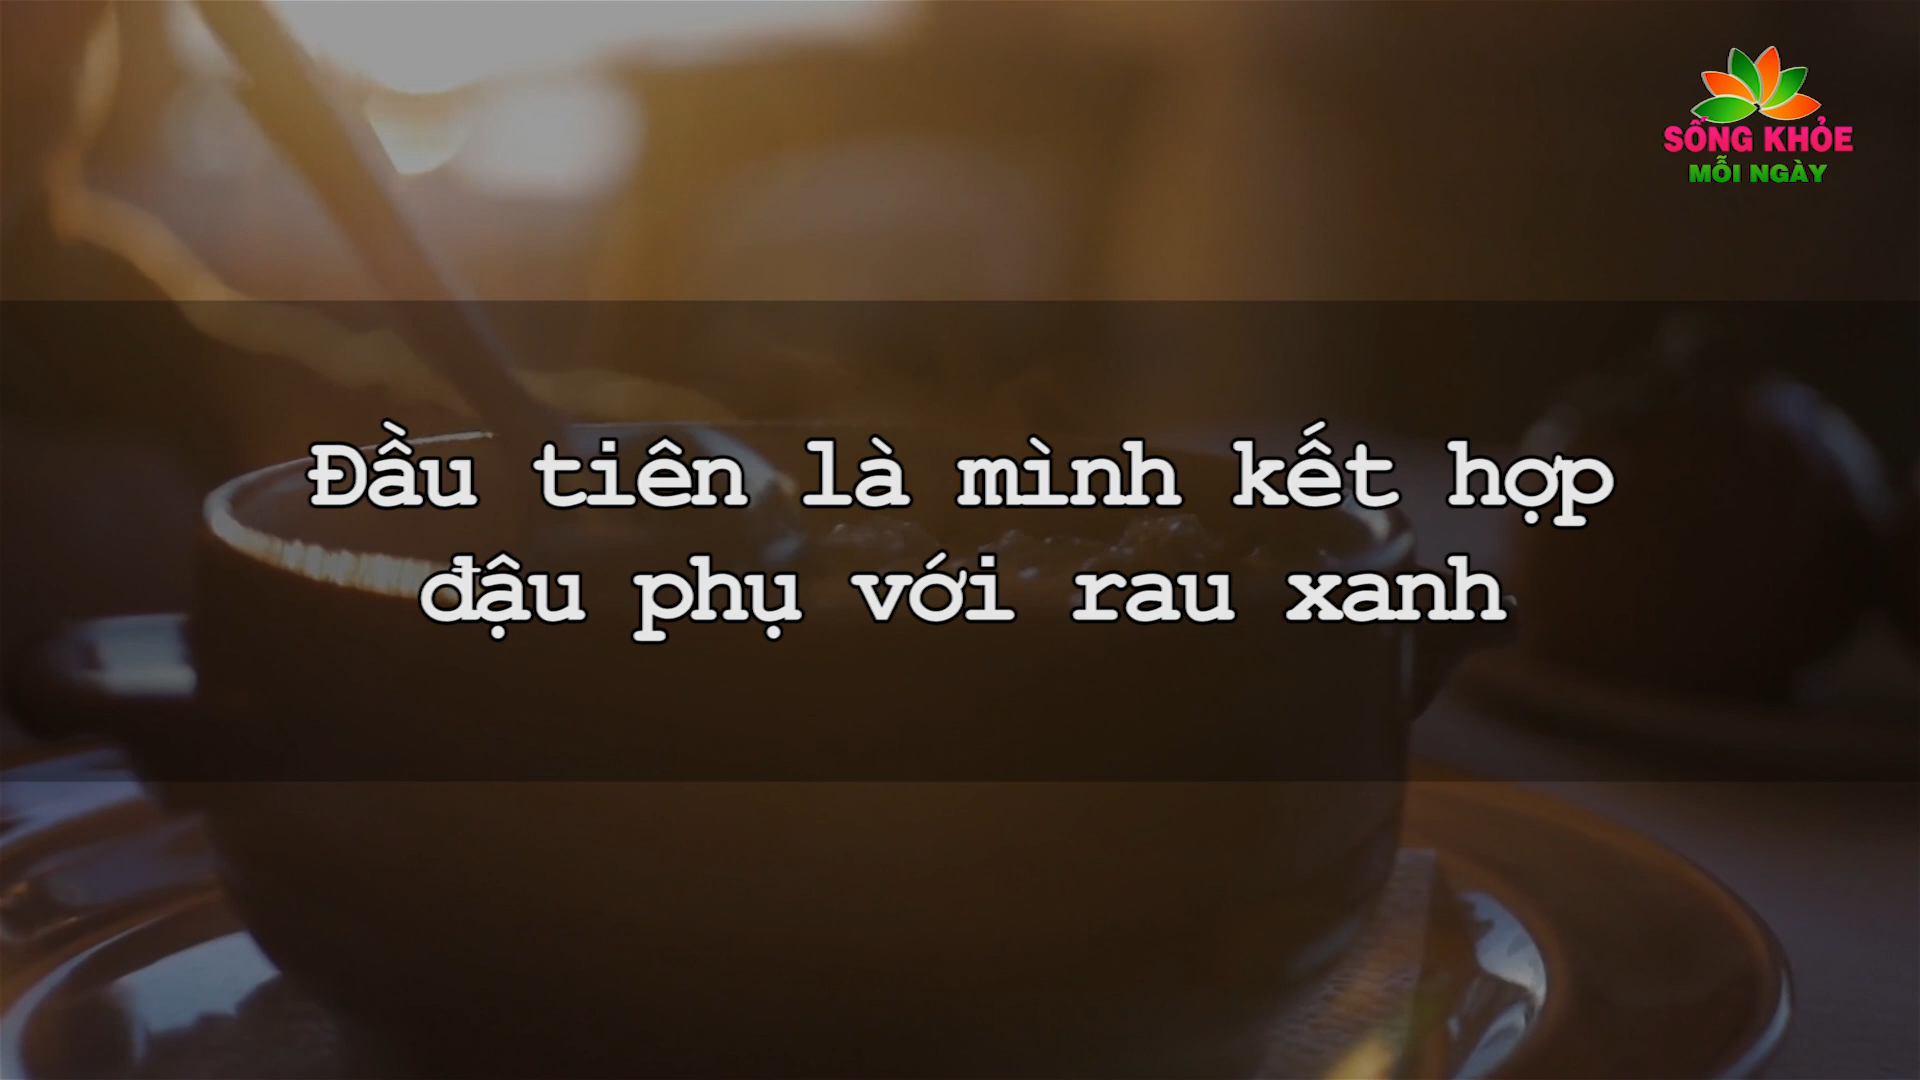 SỐNG KHỎE
MỖI NGÀY
Đầu tiên là mình kết hợp
đậu phụ với rau xanh